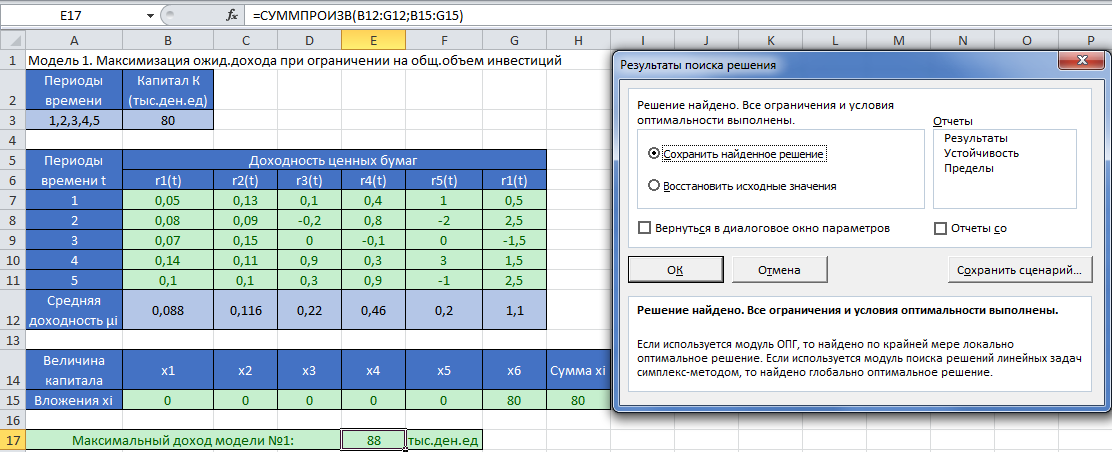 E17 =СУММПРОИЗВ(B12:G12;B15:G15)
A B C D E F G H I J K L M N O P
1 Модель 1. Максимизация ожид.дохода при ограничении на общ.объем инвестиций
2 Периоды времени Капитал K (тыс.ден.ед)
3 1,2,3,4,5 80
4
5 Периоды Доходность ценных бумаг
6 времени t r1(t) r2(t) r3(t) r4(t) r5(t) r1(t)
7 1 0,05 0,13 0,1 0,4 1 0,5
8 2 0,08 0,09 -0,2 0,8 -2 2,5
9 3 0,07 0,15 0 -0,1 0 -1,5
10 4 0,14 0,11 0,9 0,3 3 1,5
11 5 0,1 0,1 0,3 0,9 -1 2,5
12 Средняя доходность μi 0,088 0,116 0,22 0,46 0,2 1,1
13
14 Величина капитала x1 x2 x3 x4 x5 x6 Сумма xi
15 Вложения xi 0 0 0 0 0 80 80
16
17 Максимальный доход модели №1: 88 тыс.ден.ед
Результаты поиска решения
Решение найдено. Все ограничения и условия
оптимальности выполнены.
Отчеты
Сохранить найденное решение
Восстановить исходные значения
Результаты
Устойчивость
Пределы
Вернуться в диалоговое окно параметров
Отчеты со
ОК Отмена Сохранить сценарий...
Решение найдено. Все ограничения и условия оптимальности выполнены.
Если используется модуль ОПГ, то найдено по крайней мере локально
оптимальное решение. Если используется модуль поиска решений линейных задач
симплекс-методом, то найдено глобально оптимальное решение.